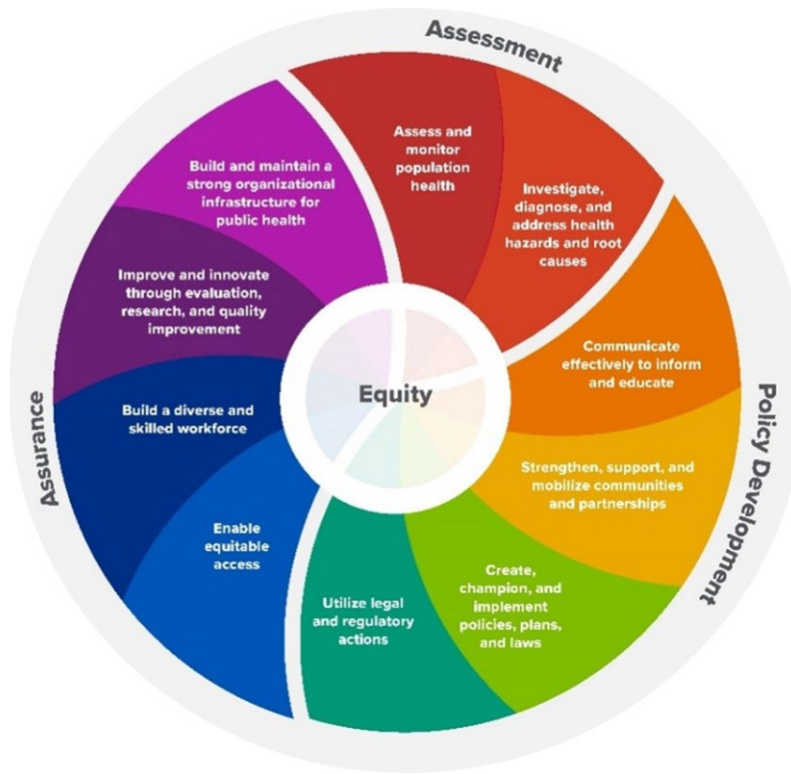 Assessment
Assess and
monitor
population
health
Investigate,
diagnose, and
address health
hazards and root
causes
Policy Development
Communicate
effectively to inform
and educate
Strengthen, support, and
mobilize communities
and partnerships
Create,
champion, and
implement
policies, plans,
and laws
Utilize legal
and regulatory
actions
Assurance
Enable
equitable
access
Build a diverse and
skilled workforce
Improve and innovate
through evaluation,
research, and quality
improvement
Build and maintain a
strong organizational
infrastructure for
public health
Equity